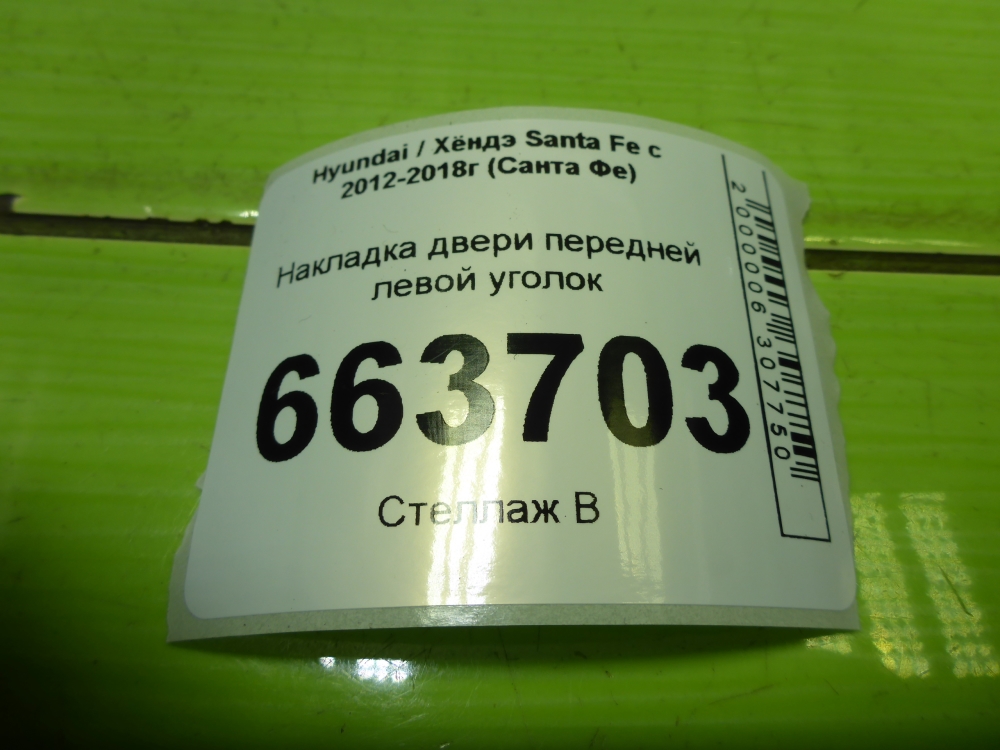 Hyundai / Хёндэ Santa Fe с
2012-2018г (Санта Фе)
Накладка двери передней
левой уголок
663703
Стеллаж В
2000006307750